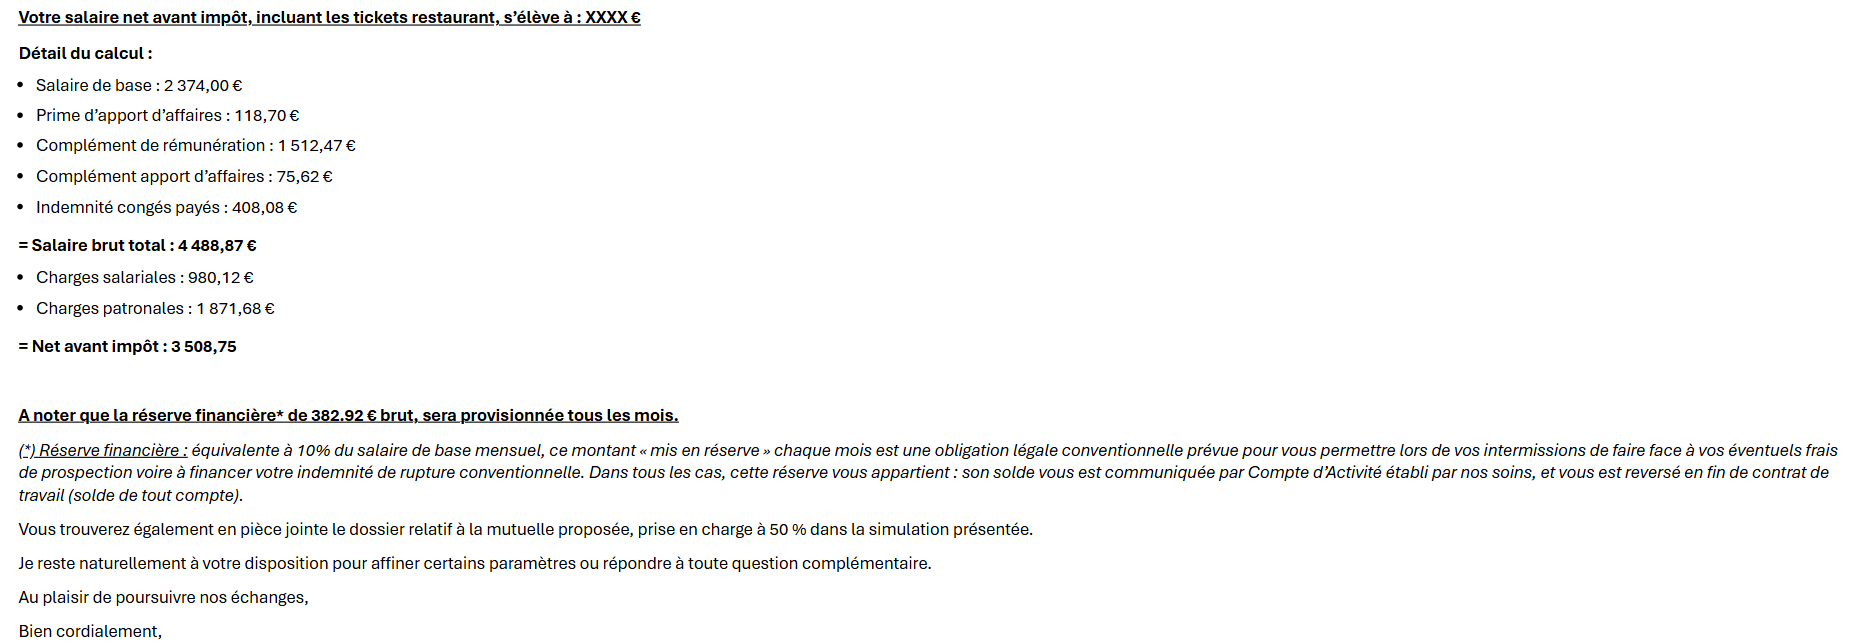 Votre salaire net avant impôt, incluant les tickets restaurant, s’élève à : XXXX €
Détail du calcul :
• Salaire de base : 2 374,00 €
• Prime d’apport d’affaires : 118,70 €
• Complément de rémunération : 1 512,47 €
• Complément apport d’affaires : 75,62 €
• Indemnité congés payés : 408,08 €
= Salaire brut total : 4 488,87 €
• Charges salariales : 980,12 €
• Charges patronales : 1 871,68 €
= Net avant impôt : 3 508,75
A noter que la réserve financière* de 382.92 € brut, sera provisionnée tous les mois.
(*) Réserve financière : équivalente à 10% du salaire de base mensuel, ce montant « mis en réserve » chaque mois est une obligation légale conventionnelle prévue pour vous permettre lors de vos intermissions de faire face à vos éventuels frais
de prospection voire à financer votre indemnité de rupture conventionnelle. Dans tous les cas, cette réserve vous appartient : son solde vous est communiquée par Compte d’Activité établi par nos soins, et vous est reversé en fin de contrat de
travail (solde de tout compte).
Vous trouverez également en pièce jointe le dossier relatif à la mutuelle proposée, prise en charge à 50 % dans la simulation présentée.
Je reste naturellement à votre disposition pour affiner certains paramètres ou répondre à toute question complémentaire.
Au plaisir de poursuivre nos échanges,
Bien cordialement,